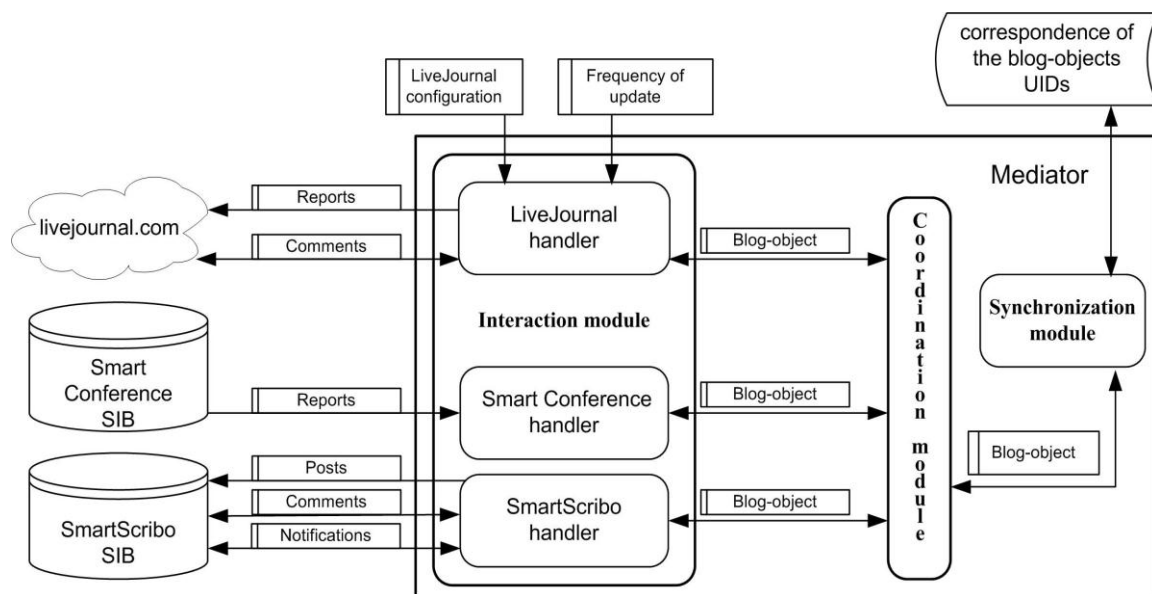 correspondence of
the blog-objects
UIDs
LiveJournal
configuration
Frequency of
update
Mediator
Reports
livejournal.com
Comments
LiveJournal
handler
Blog-object
Coordination module
Interaction module
Synchronization
module
Smart
Conference
SIB
Reports
Smart Conference
handler
Blog-object
Blog-object
Posts
SmartScribo
SIB
Comments
Notifications
SmartScribo
handler
Blog-object